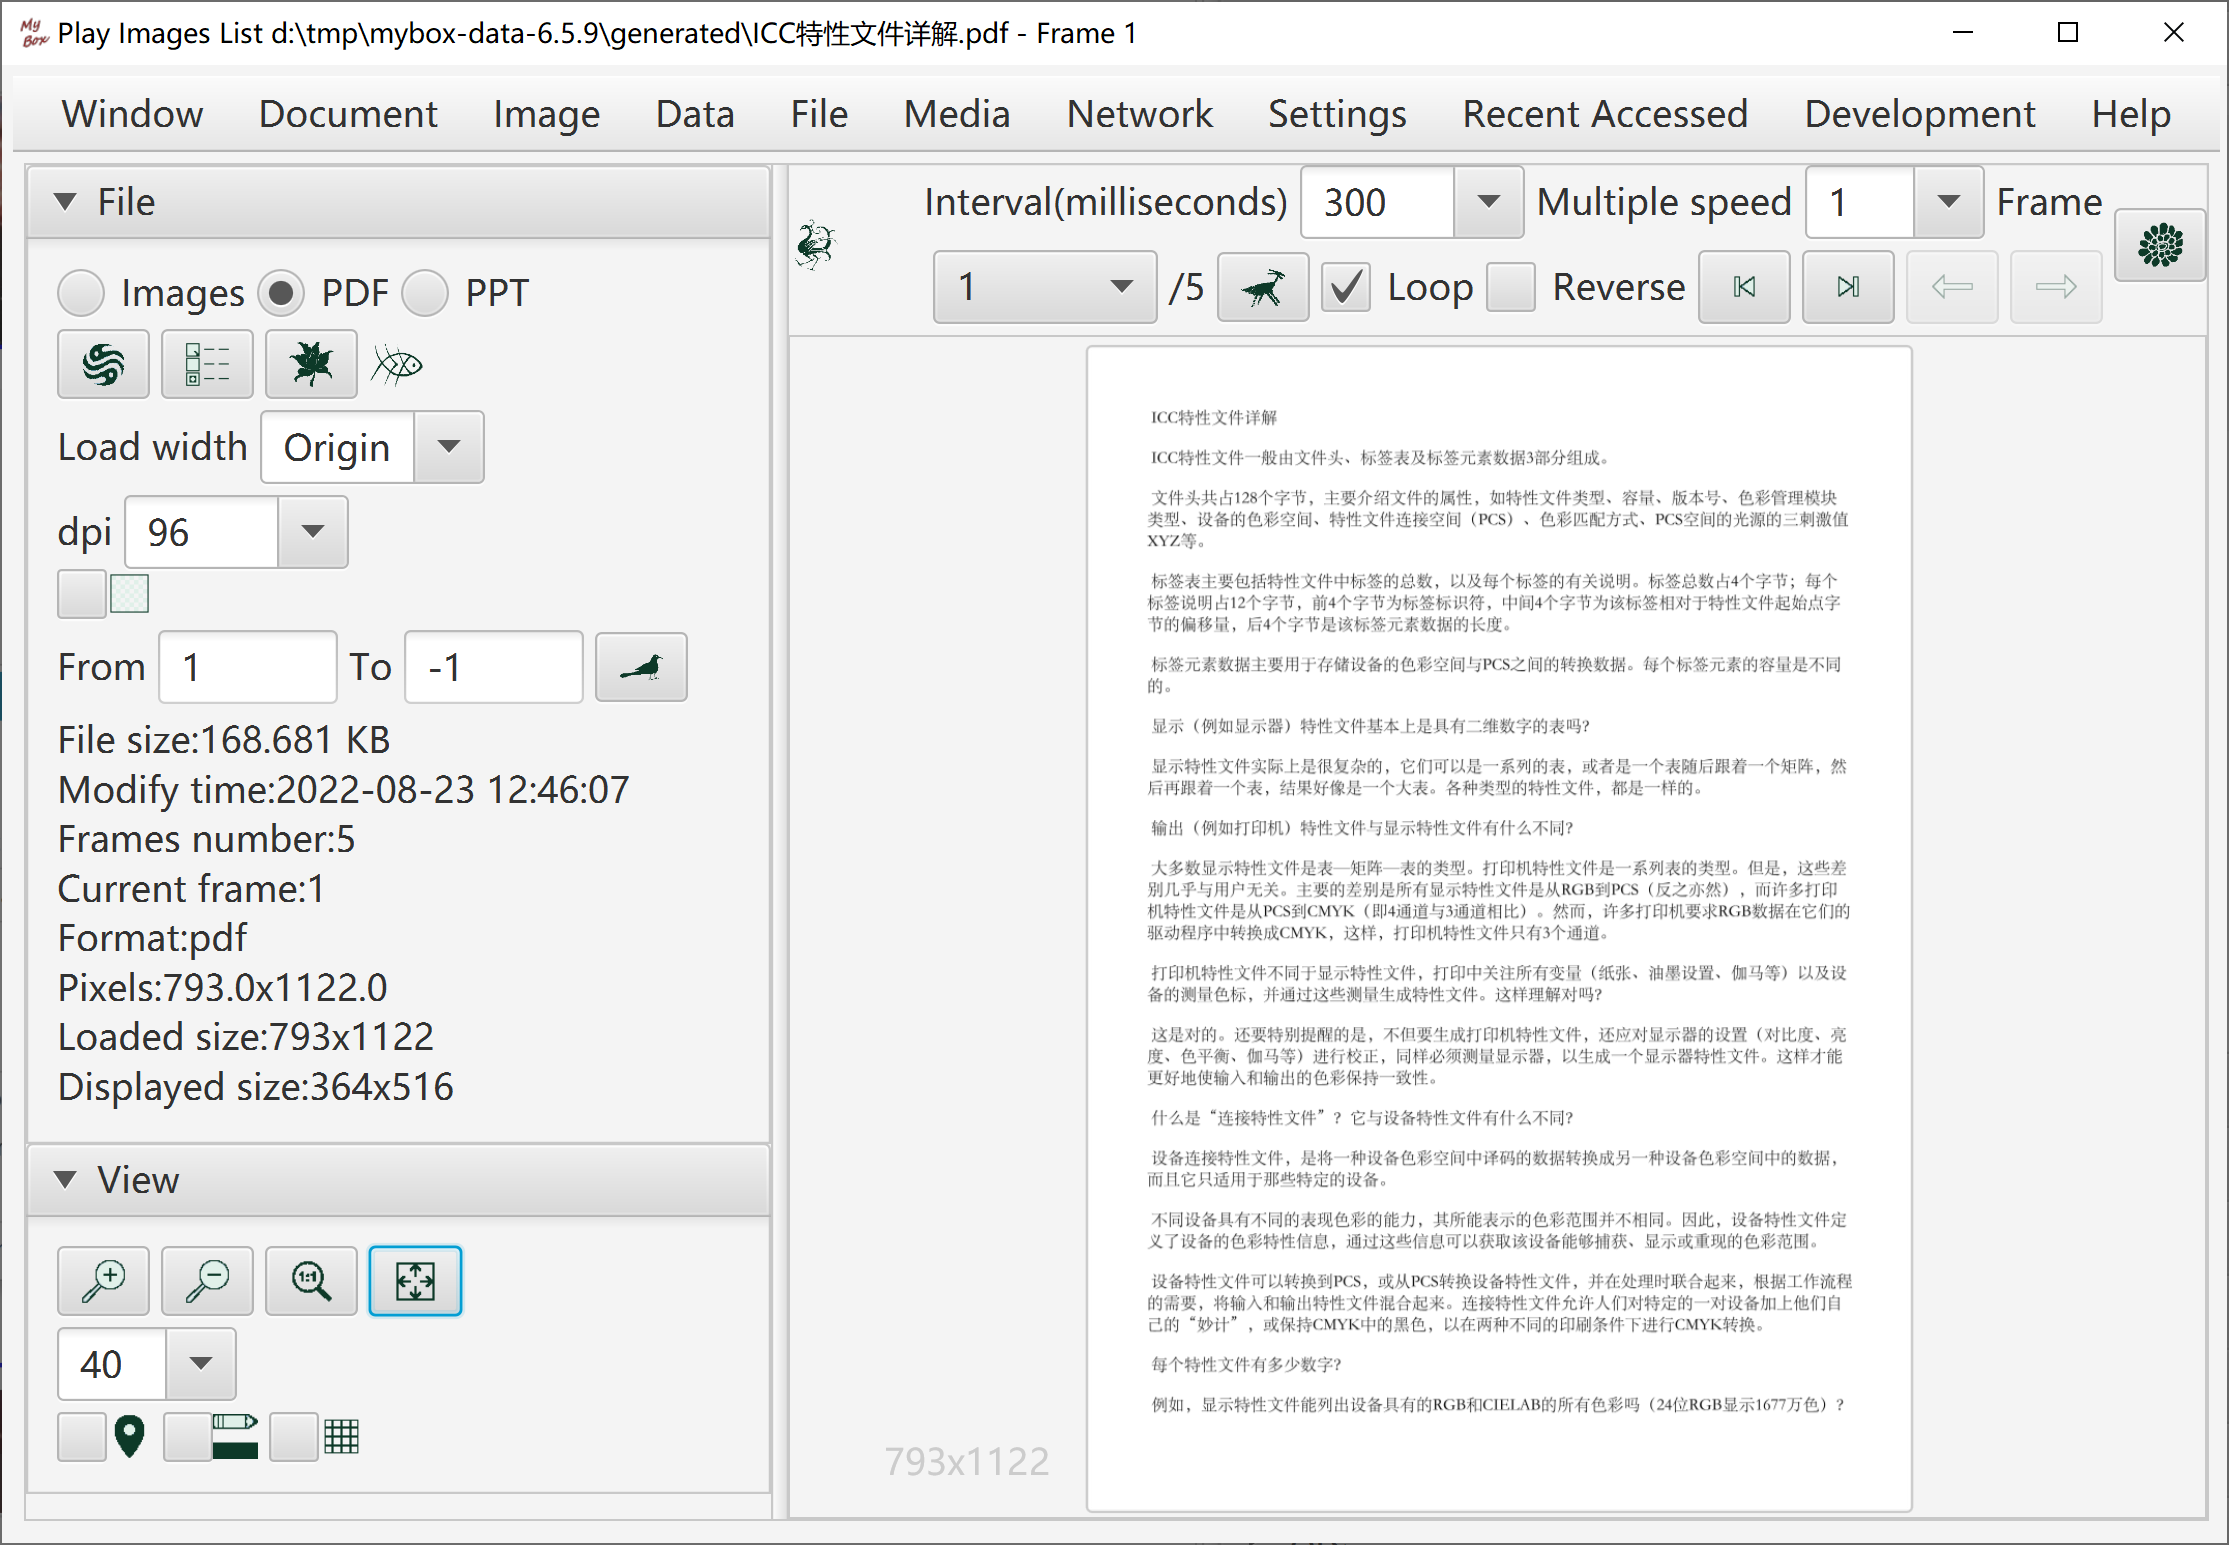 My Box Play Images List d:\tmp\mybox-data-6.5.9\generated\ICC特性文件详解.pdf - Frame 1
Window Document Image Data File Media Network Settings Recent Accessed Development Help
File
Images PDF PPT
Load width Origin
dpi 96
From 1 To -1
File size:168.681 KB
Modify time:2022-08-23 12:46:07
Frames number:5
Current frame:1
Format:pdf
Pixels:793.0x1122.0
Loaded size:793x1122
Displayed size:364x516
View
1:1
40
Interval(milliseconds) 300 Multiple speed 1 Frame
1 /5 Loop Reverse
ICC特性文件详解
ICC特性文件一般由文件头、标签表及标签元素数据3部分组成。
文件头共占128个字节，主要介绍文件的属性，如特性文件类型、容量、版本号、色彩管理模块
类型、设备的色彩空间、特性文件连接空间（PCS）、色彩匹配方式、PCS空间的光源的三刺激值
XYZ等。
标签表主要包括特性文件中标签的总数，以及每个标签的有关说明。标签总数占4个字节；每个
标签说明占12个字节，前4个字节为标签标识符，中间4个字节为该标签相对于特性文件起始点字
节的偏移量，后4个字节是该标签元素数据的长度。
标签元素数据主要用于存储设备的色彩空间与PCS之间的转换数据。每个标签元素的容量是不同
的。
显示（例如显示器）特性文件基本上是具有二维数字的表吗？
显示特性文件实际上是很复杂的，它们可以是一系列的表，或者是一个表随后跟着一个矩阵，然
后再跟着一个表，结果好像是一个大表。各种类型的特性文件，都是一样的。
输出（例如打印机）特性文件与显示特性文件有什么不同？
大多数显示特性文件是表—矩阵—表的类型。打印机特性文件是一系列表的类型。但是，这些差
别几乎与用户无关。主要的差别是所有显示特性文件是从RGB到PCS（反之亦然），而许多打印
机特性文件是从PCS到CMYK（即4通道与3通道相比）。然而，许多打印机要求RGB数据在它们的
驱动程序中转换成CMYK，这样，打印机特性文件只有3个通道。
打印机特性文件不同于显示特性文件，打印中关注所有变量（纸张、油墨设置、伽马等）以及设
备的测量色标，并通过这些测量生成特性文件。这样理解对吗？
这是对的。还要特别提醒的是，不但要生成打印机特性文件，还应对显示器的设置（对比度、亮
度、色平衡、伽马等）进行校正，同样必须测量显示器，以生成一个显示器特性文件。这样才能
更好地使输入和输出的色彩保持一致性。
什么是“连接特性文件”？它与设备特性文件有什么不同？
设备连接特性文件，是将一种设备色彩空间中译码的数据转换成另一种设备色彩空间中的数据，
而且它只适用于那些特定的设备。
不同设备具有不同的表现色彩的能力，其所能表示的色彩范围并不相同。因此，设备特性文件定
义了设备的色彩特性信息，通过这些信息可以获取该设备能够捕获、显示或重现的色彩范围。
设备特性文件可以转换到PCS，或从PCS转换设备特性文件，并在处理时联合起来，根据工作流程
的需要，将输入和输出特性文件混合起来。连接特性文件允许人们对特定的一对设备加上他们自
己的“妙计”，或保持CMYK中的黑色，以在两种不同的印刷条件下进行CMYK转换。
每个特性文件有多少数字？
例如，显示特性文件能列出设备具有的RGB和CIELAB的所有色彩吗（24位RGB显示1677万色）？
793x1122